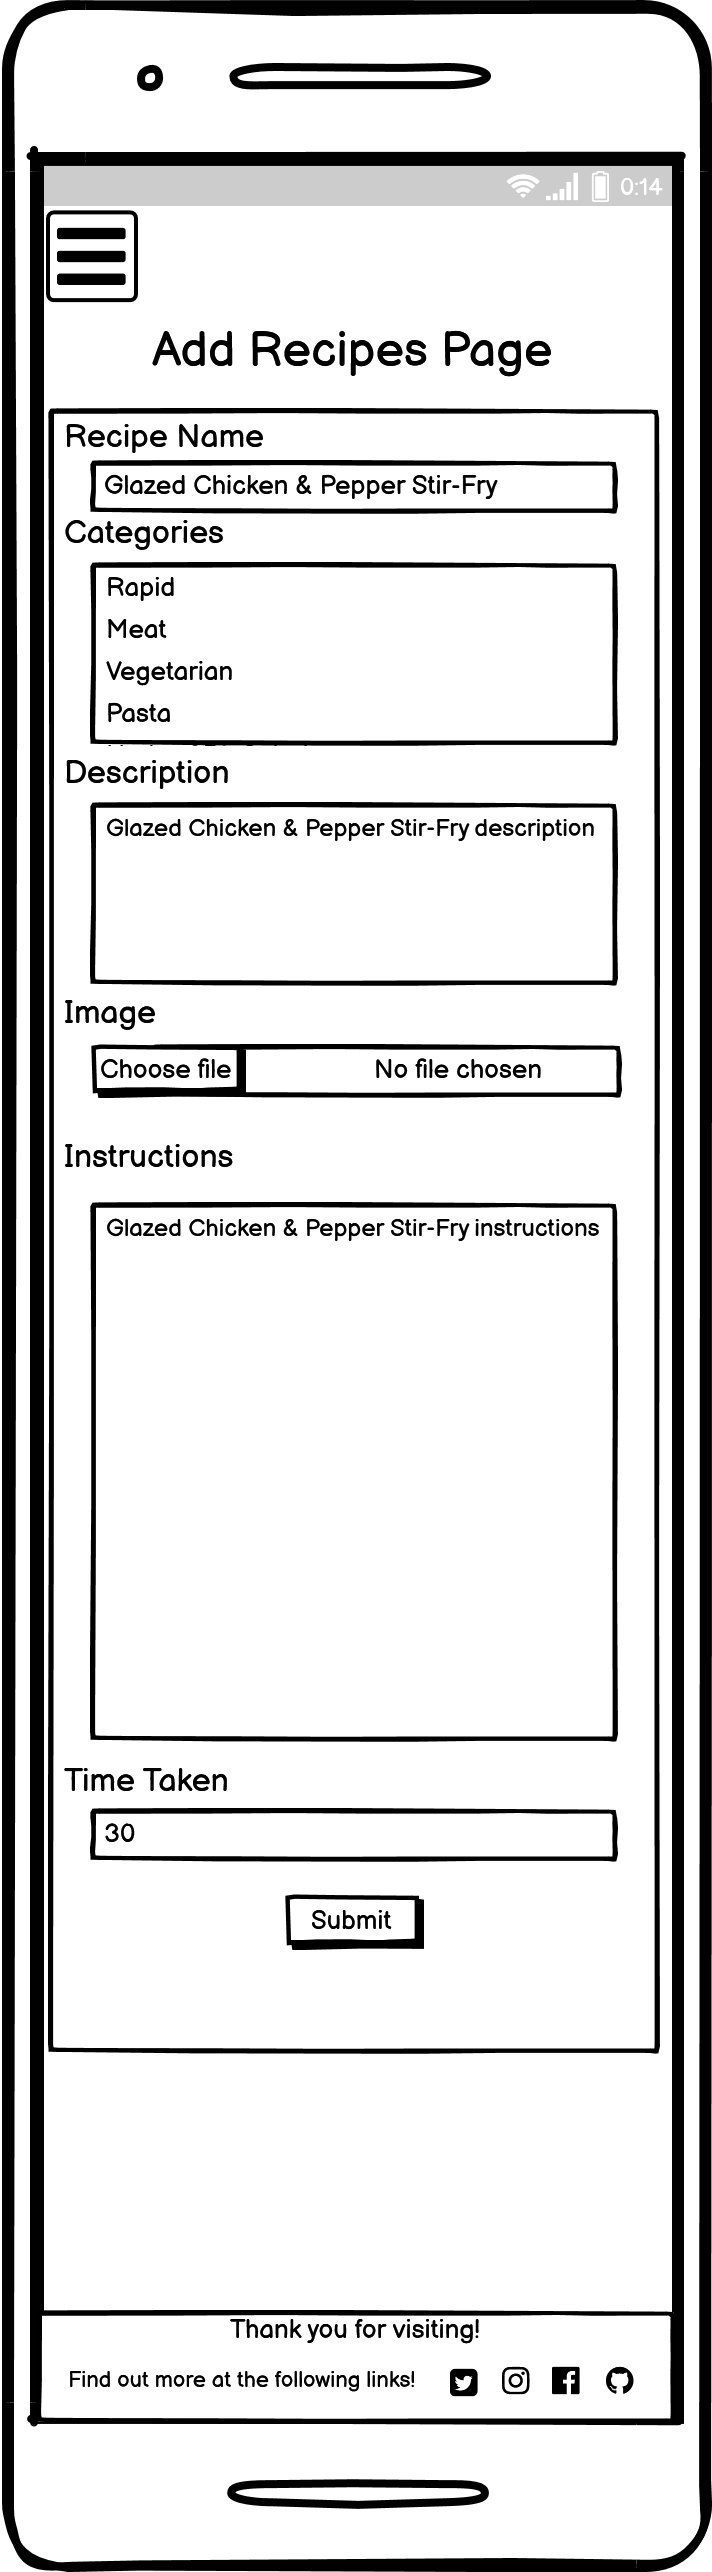 0:14
Add Recipes Page
Recipe Name
Glazed Chicken & Pepper Stir-Fry
Categories
Rapid
Meat
Vegetarian
Pasta
Description
Glazed Chicken & Pepper Stir-Fry description
Image
Choose file No file chosen
Instructions
Glazed Chicken & Pepper Stir-Fry instructions
Time Taken
30
Submit
Thank you for visiting!
Find out more at the following links!